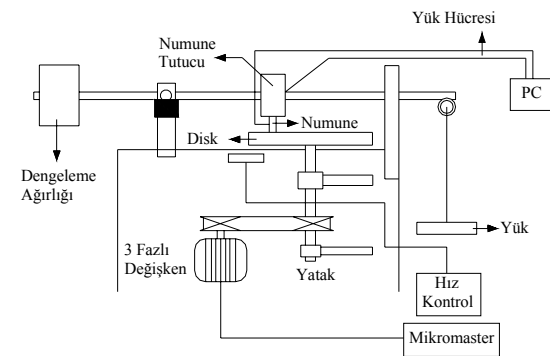 Yük Hücresi
Numune
Tutucu
PC
Numune
Disk
Dengeleme
Ağırlığı
Yük
3 Fazlı
Değişken
Yatak
Hız
Kontrol
Mikromaster